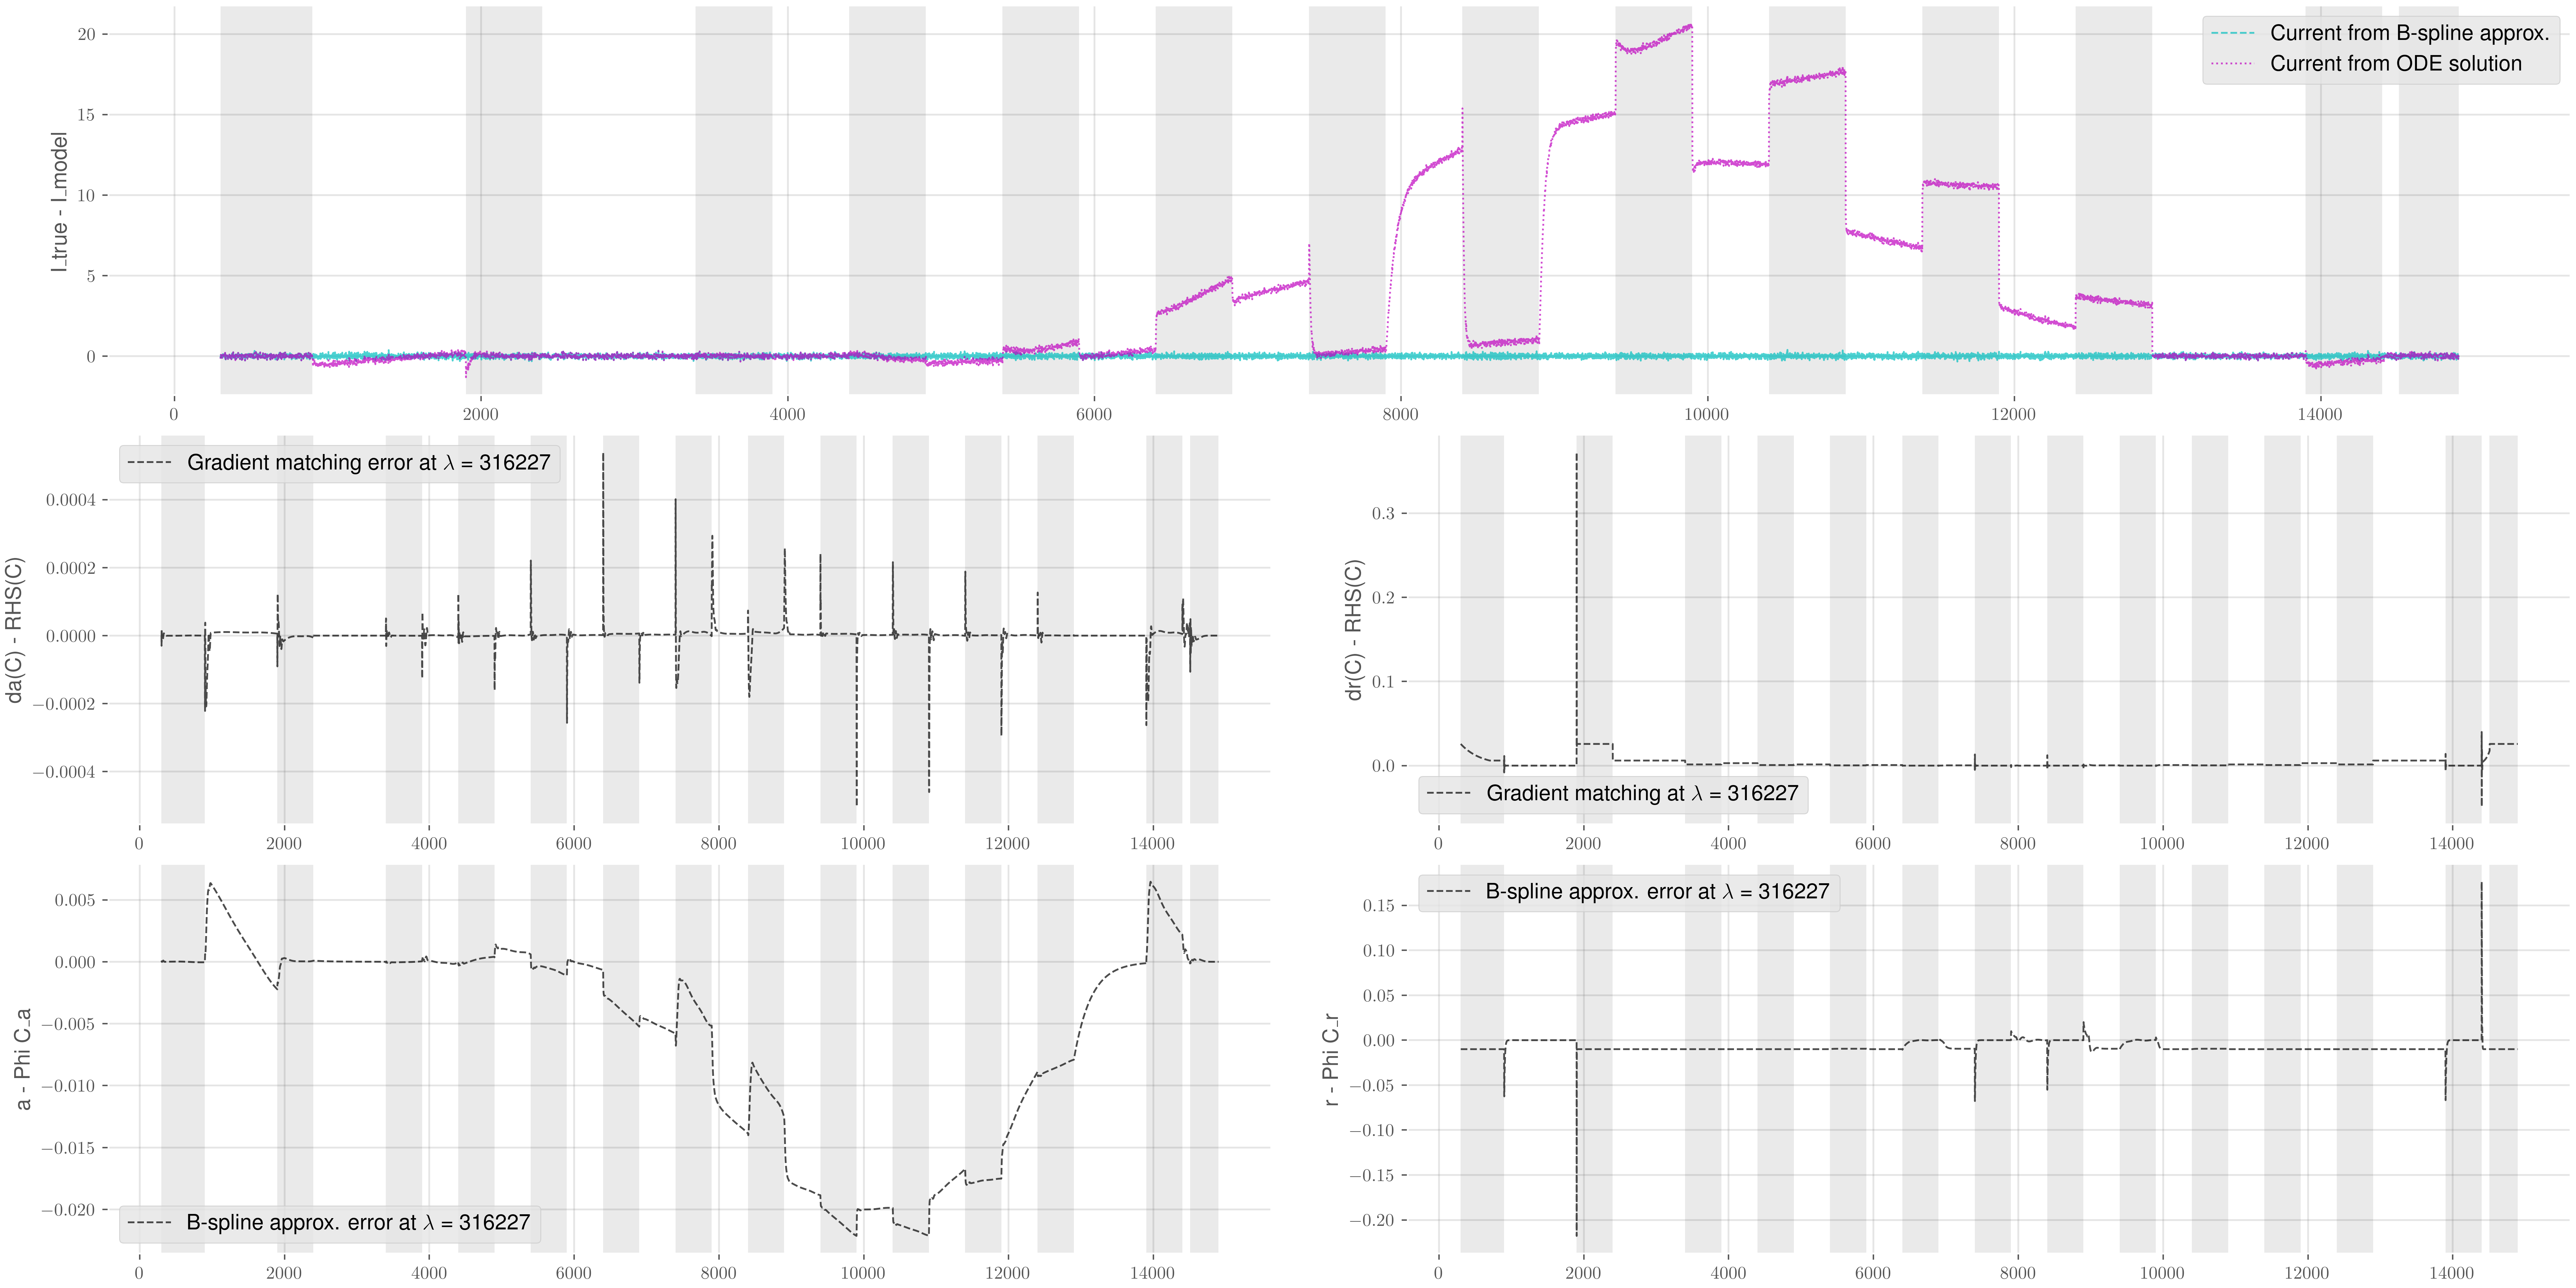 20
15
10
5
0
I_true - I_model
Current from B-spline approx.
Current from ODE solution
0 2000 4000 6000 8000 10000 12000 14000
Gradient matching error at λ = 316227
0.0004
0.0002
0.0000
−0.0002
−0.0004
da(C) - RHS(C)
0 2000 4000 6000 8000 10000 12000 14000
0.3
0.2
0.1
0.0
dr(C) - RHS(C)
Gradient matching at λ = 316227
0 2000 4000 6000 8000 10000 12000 14000
0.005
0.000
−0.005
−0.010
−0.015
−0.020
a - Phi C_a
B-spline approx. error at λ = 316227
0 2000 4000 6000 8000 10000 12000 14000
B-spline approx. error at λ = 316227
0.15
0.10
0.05
0.00
−0.05
−0.10
−0.15
−0.20
r - Phi C_r
0 2000 4000 6000 8000 10000 12000 14000